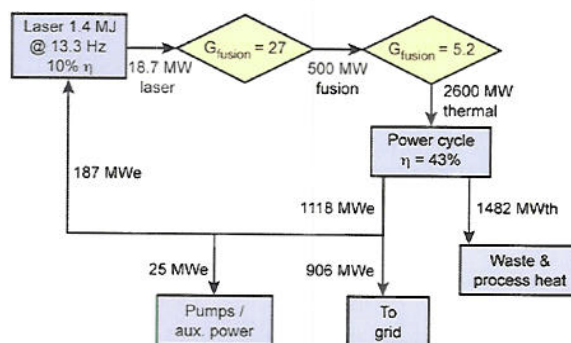 Laser 1.4 MJ
@ 13.3 Hz
10% η
18.7 MW
laser
G fusion = 27
500 MW
fusion
G fusion = 5.2
2600 MW
thermal
Power cycle
η = 43%
187 MWe
1118 MWe
1482 MWth
Waste &
process heat
25 MWe
906 MWe
Pumps /
aux. power
To
grid